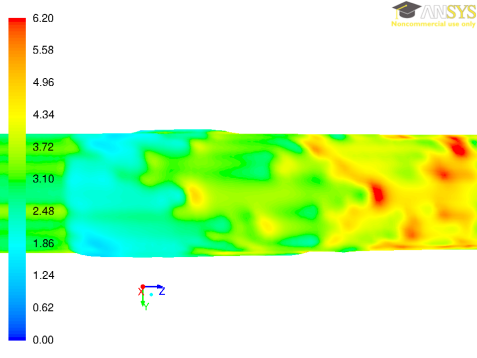 6.20
5.58
4.96
4.34
3.72
3.10
2.48
1.86
1.24
0.62
0.00
ANSYS
Noncommercial use only
X
Z
Y